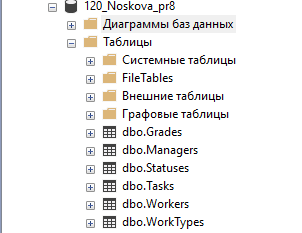 120_Noskova_pr8
Диаграммы баз данных
Таблицы
Системные таблицы
FileTables
Внешние таблицы
Графовые таблицы
dbo.Grades
dbo.Managers
dbo.Statuses
dbo.Tasks
dbo.Workers
dbo.WorkTypes